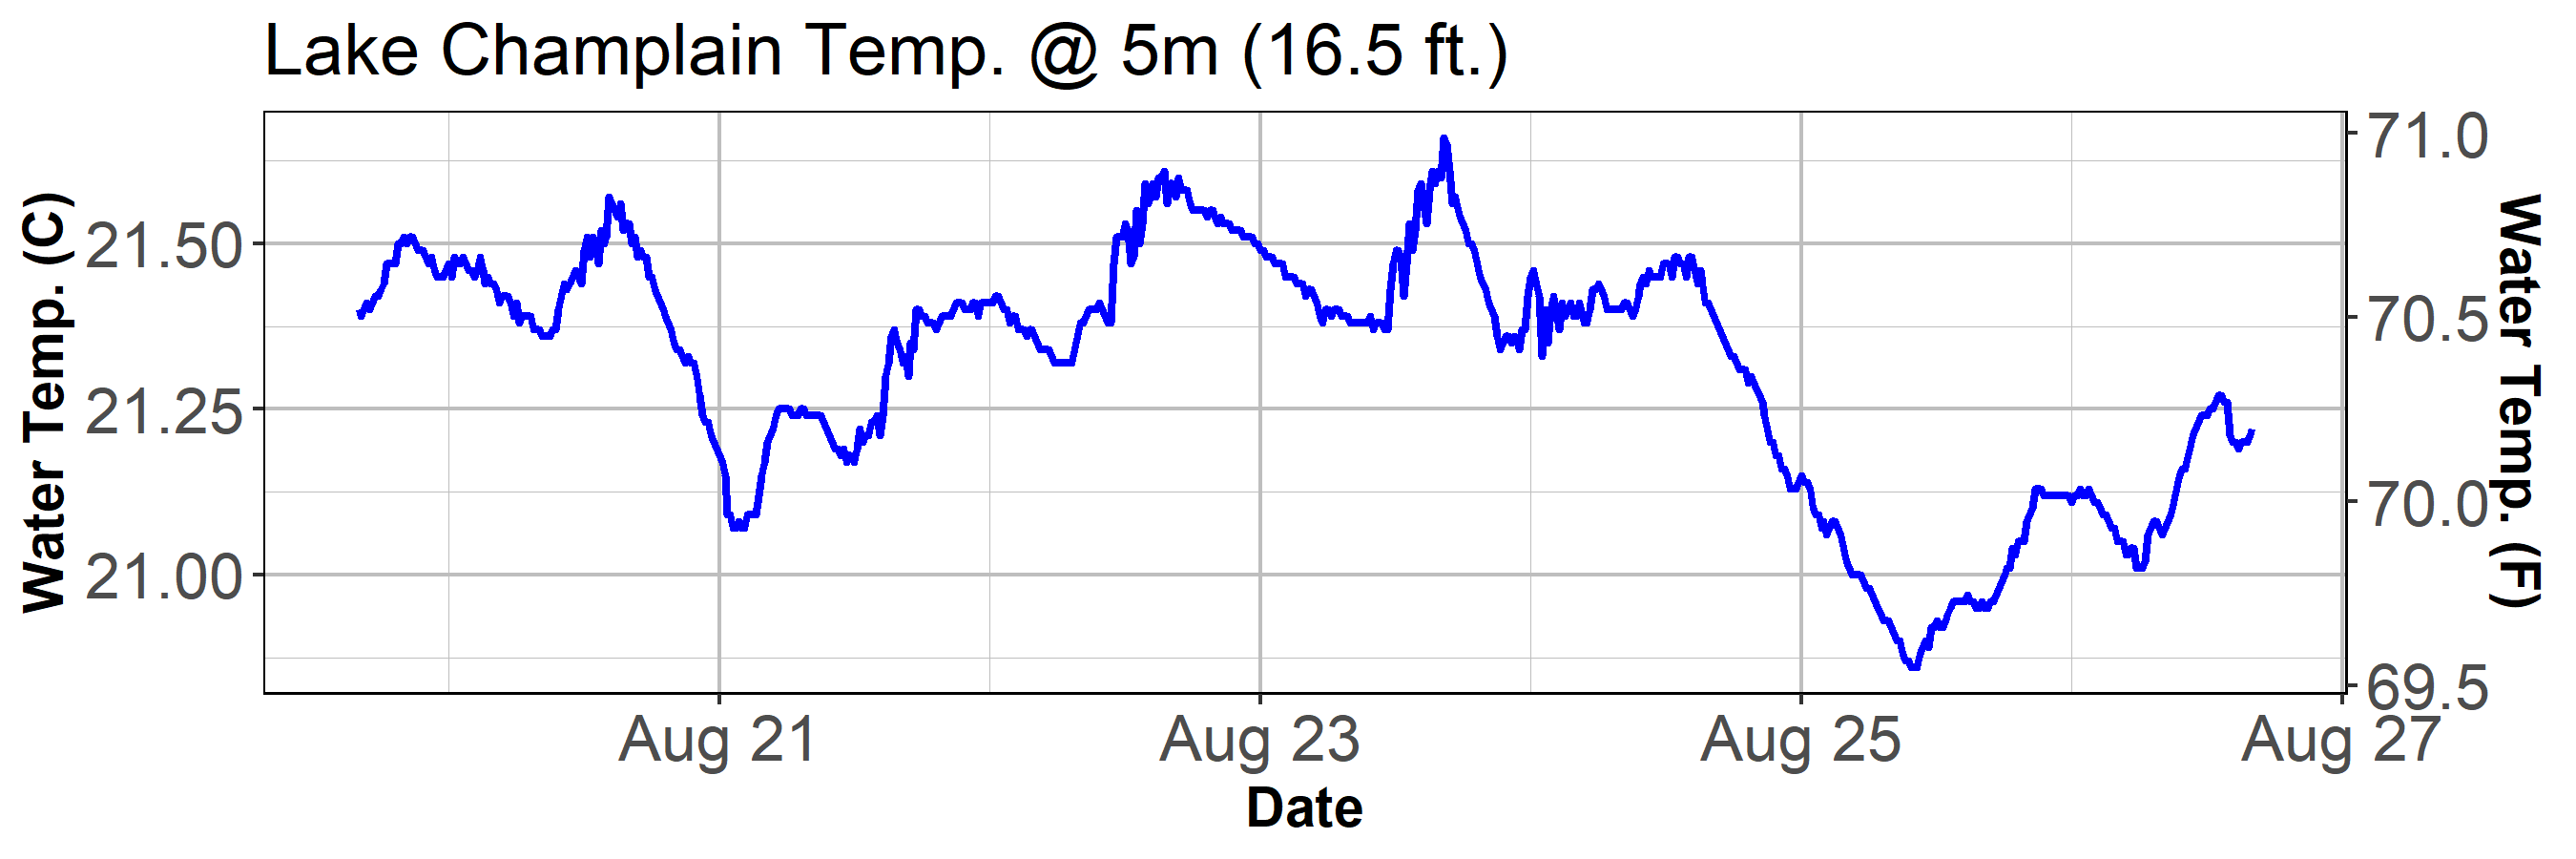 Lake Champlain Temp. @ 5m (16.5 ft.)
Water Temp. (C)
21.50
21.25
21.00
71.0
70.5
70.0
69.5
Water Temp. (F)
Aug 21
Aug 23
Aug 25
Aug 27
Date